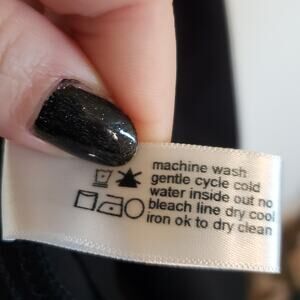 machine wash
gentle cycle cold
water inside out no
bleach line dry cool
iron ok to dry clean